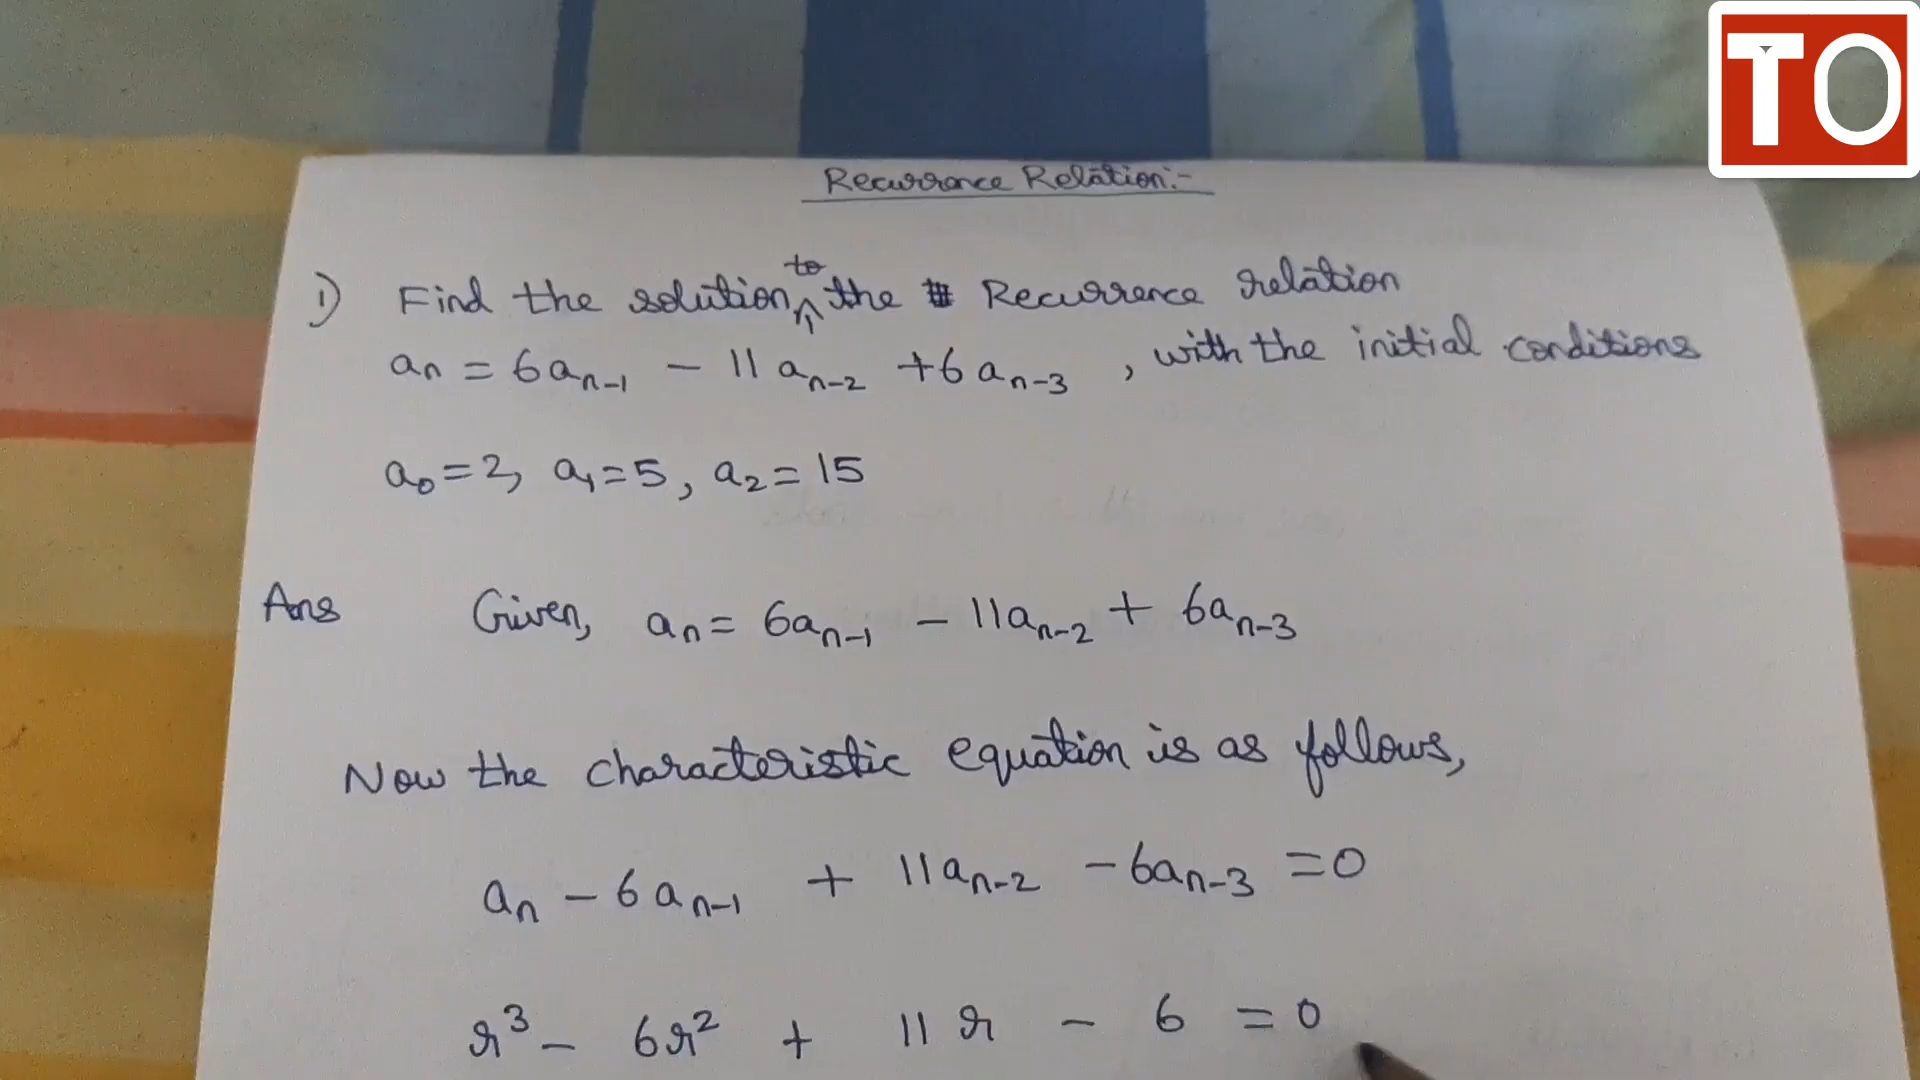 TO
Recurrence Relation:-
1) Find the solution to the Recurrence relation
aₙ = 6aₙ₋₁ - 11aₙ₋₂ + 6aₙ₋₃, with the initial conditions
a₀ = 2, a₁ = 5, a₂ = 15
Ans Given, aₙ = 6aₙ₋₁ - 11aₙ₋₂ + 6aₙ₋₃
Now the characteristic equation is as follows,
aₙ - 6aₙ₋₁ + 11aₙ₋₂ - 6aₙ₋₃ = 0
r³ - 6r² + 11r - 6 = 0